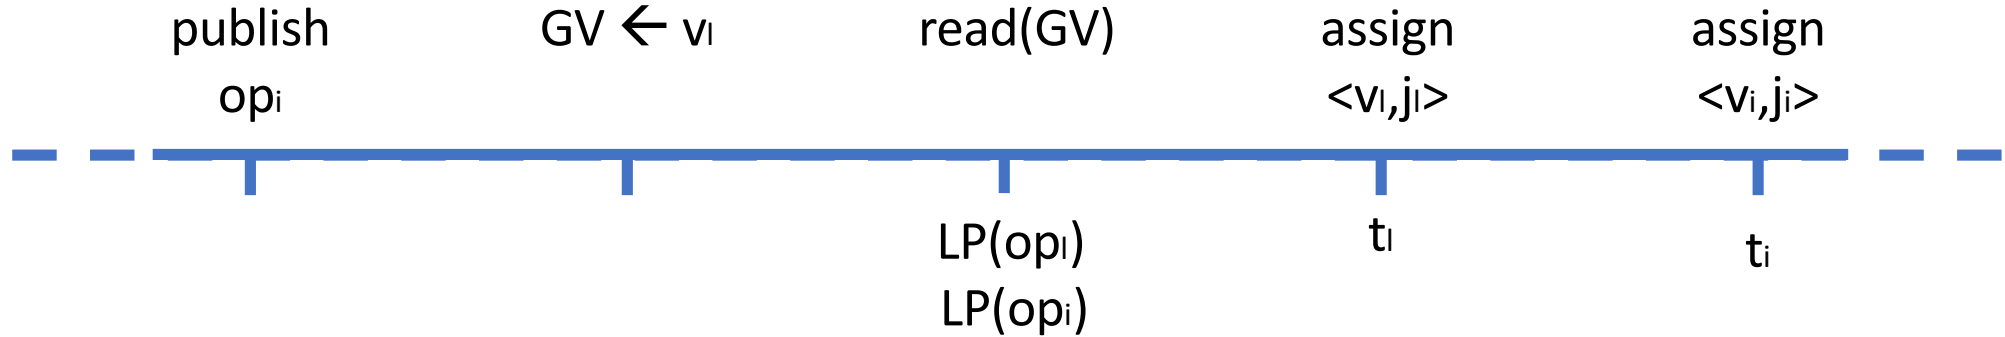 publish GV ← vl read(GV) assign assign
opi <vl,jl> <vi,ji>
LP(opl) tl ti
LP(opi)